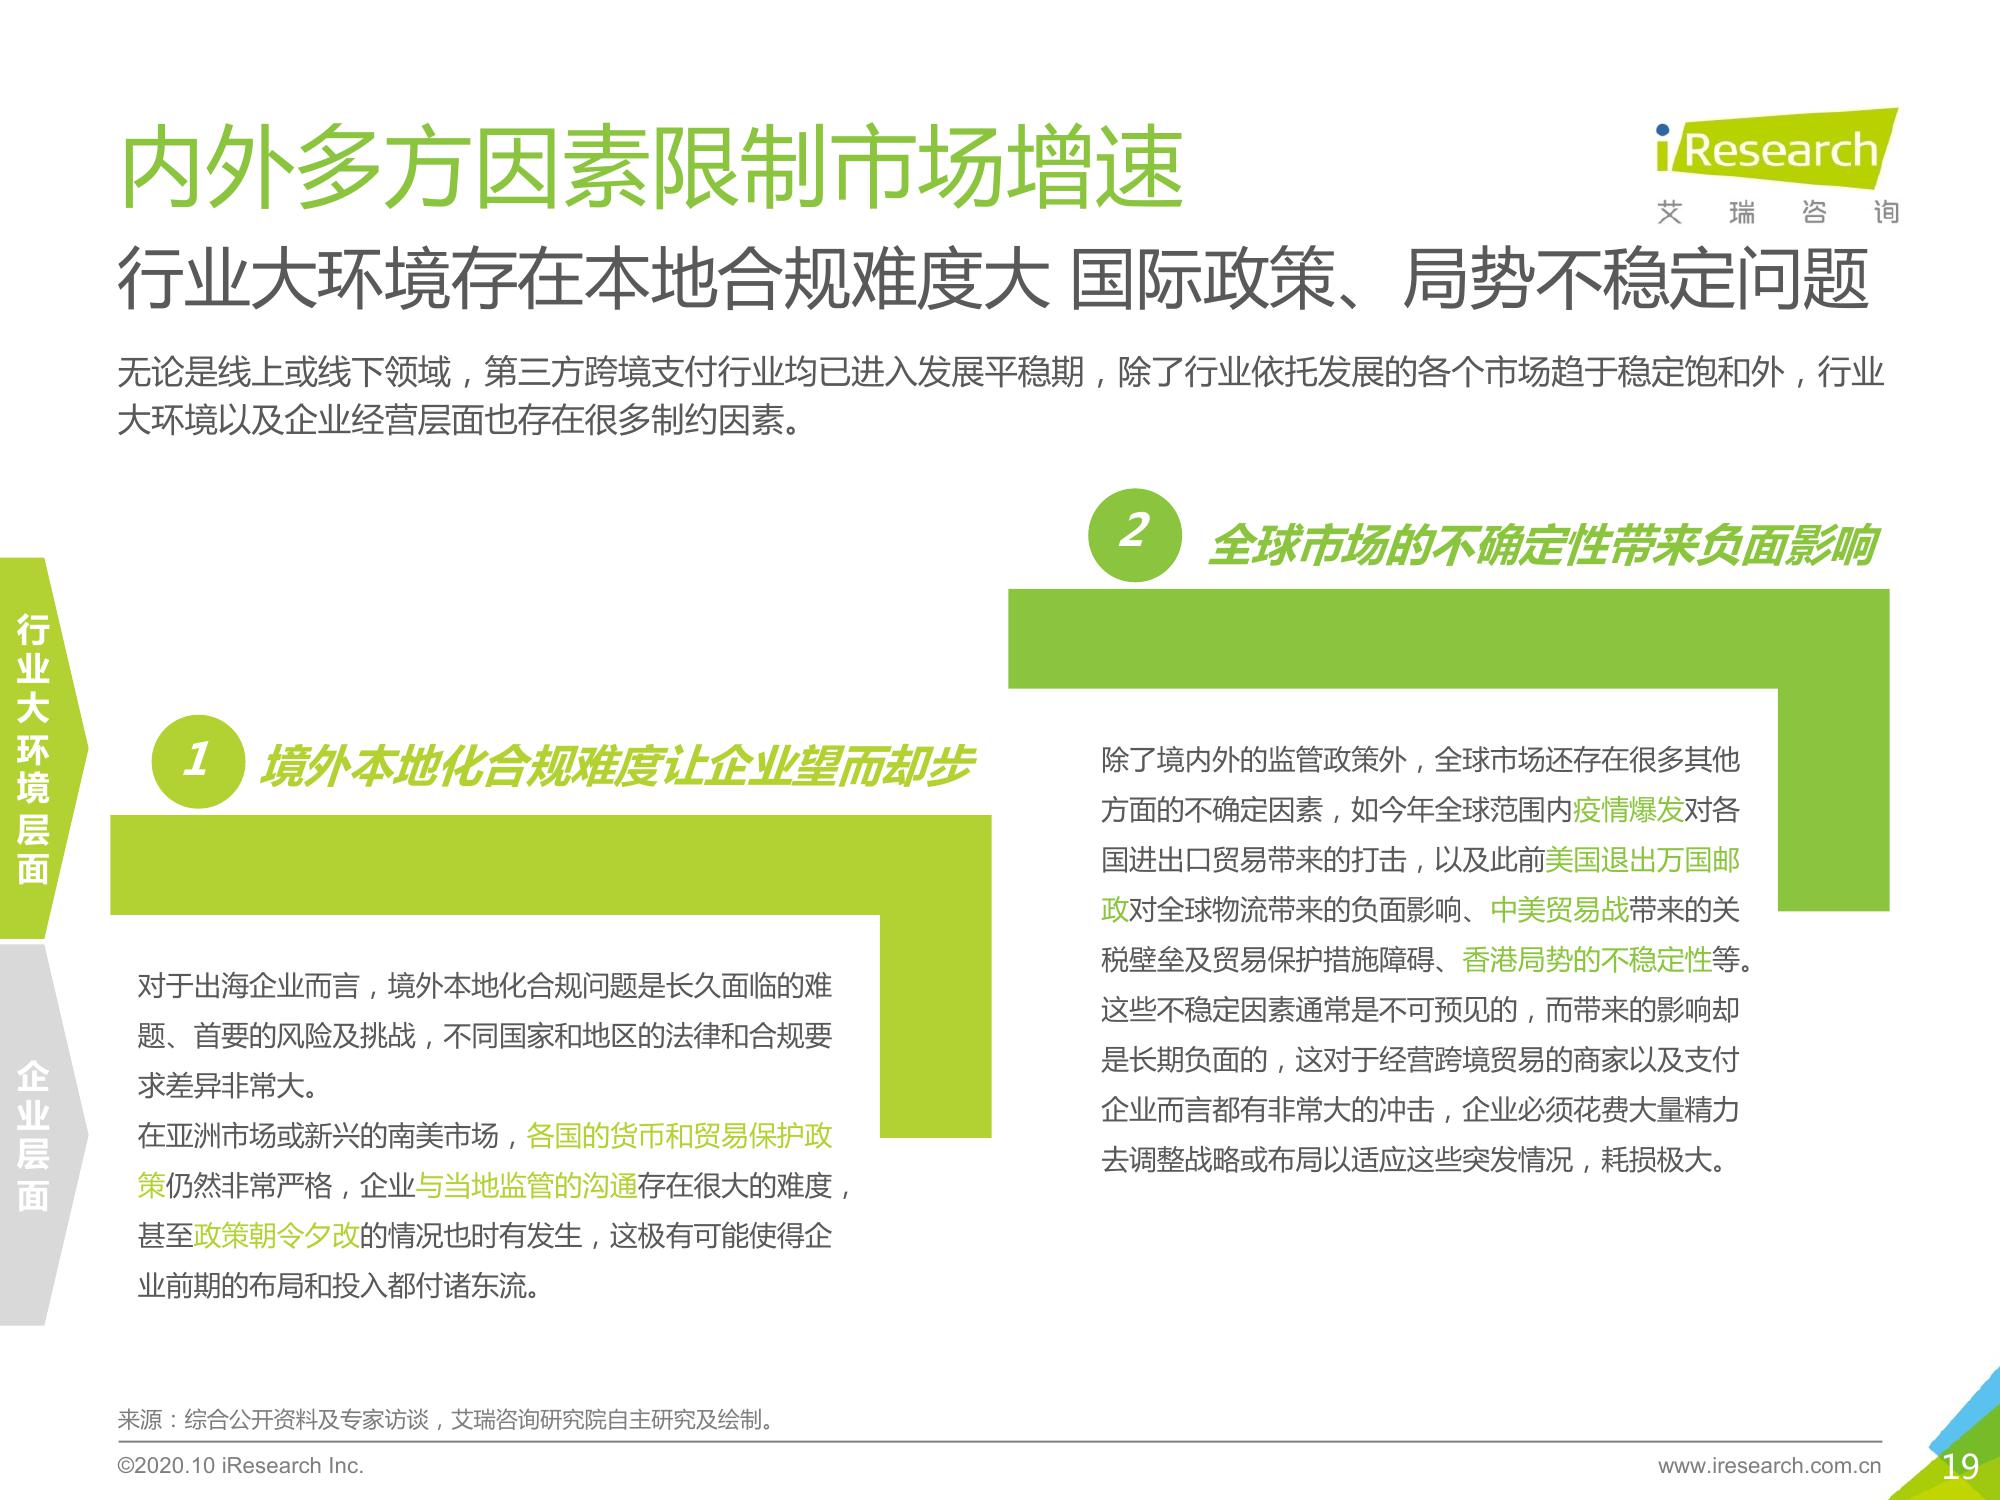 内外多方因素限制市场增速
iResearch
艾瑞咨询
行业大环境存在本地合规难度大 国际政策、局势不稳定问题
无论是线上或线下领域，第三方跨境支付行业均已进入发展平稳期，除了行业依托发展的各个市场趋于稳定饱和外，行业
大环境以及企业经营层面也存在很多制约因素。
行业大环境层面
企业层面
1
境外本地化合规难度让企业望而却步
对于出海企业而言，境外本地化合规问题是长久面临的难
题、首要的风险及挑战，不同国家和地区的法律和合规要
求差异非常大。
在亚洲市场或新兴的南美市场，各国的货币和贸易保护政
策仍然非常严格，企业与当地监管的沟通存在很大的难度，
甚至政策朝令夕改的情况也时有发生，这极有可能使得企
业前期的布局和投入都付诸东流。
2
全球市场的不确定性带来负面影响
除了境内外的监管政策外，全球市场还存在很多其他
方面的不确定因素，如今年全球范围内疫情爆发对各
国进出口贸易带来的打击，以及此前美国退出万国邮
政对全球物流带来的负面影响、中美贸易战带来的关
税壁垒及贸易保护措施障碍、香港局势的不稳定性等。
这些不稳定因素通常是不可预见的，而带来的影响却
是长期负面的，这对于经营跨境贸易的商家以及支付
企业而言都有非常大的冲击，企业必须花费大量精力
去调整战略或布局以适应这些突发情况，耗损极大。
来源：综合公开资料及专家访谈，艾瑞咨询研究院自主研究及绘制。
©2020.10 iResearch Inc.
www.iresearch.com.cn
19